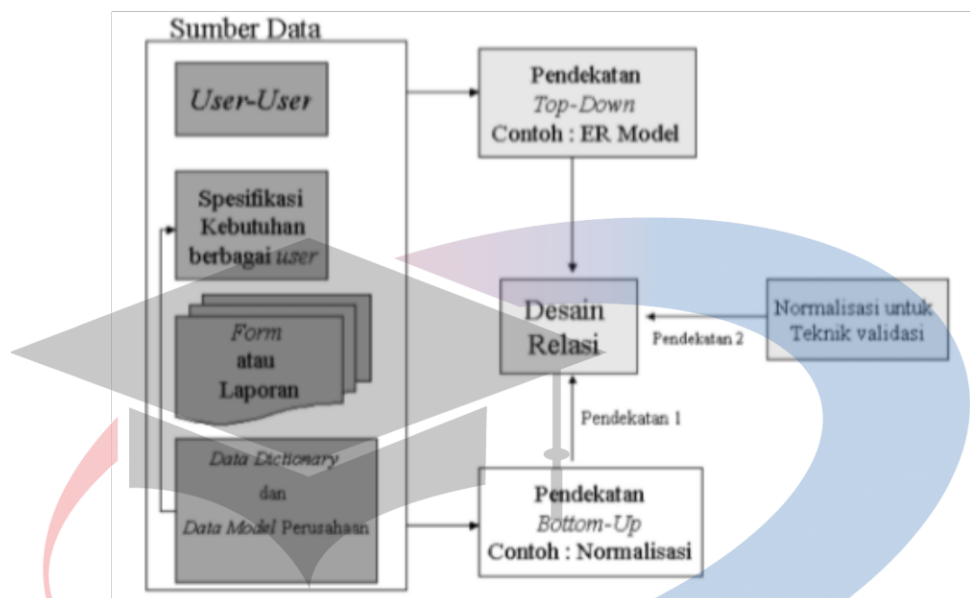 Sumber Data
User-User
Spesifikasi
Kebutuhan
berbagai user
Form
atau
Laporan
Data Dictionary
dan
Data Model Perusahaan
Pendekatan
Top-Down
Contoh : ER Model
Desain
Relasi
Pendekatan 2
Normalisasi untuk
Teknik validasi
Pendekatan 1
Pendekatan
Bottom-Up
Contoh : Normalisasi